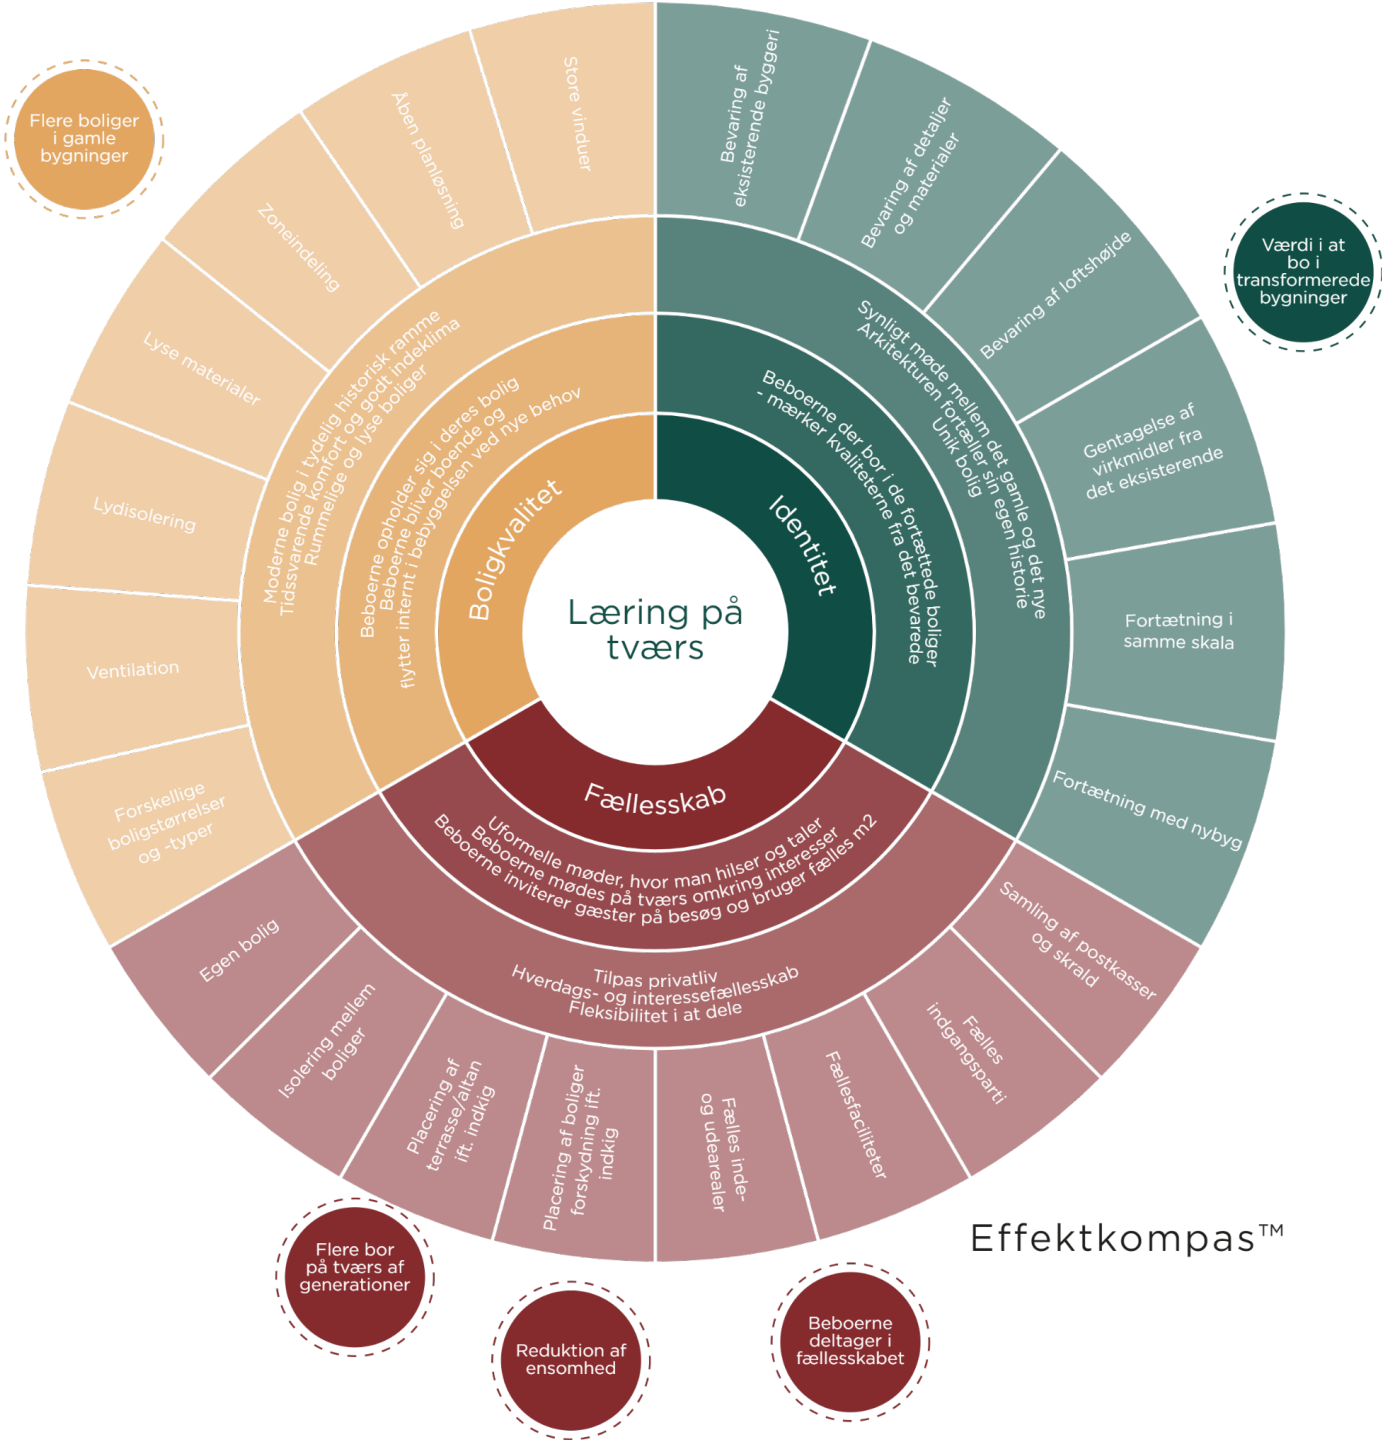 Læring på
tværs
Identitet
Beboerne der bor i de fortættede boliger
- mærker kvaliteterne fra det bevarede
Synligt møde mellem det gamle og det nye
Arkitekturen fortæller sin egen historie
Unik bolig
Bevaring af
eksisterende byggeri
Bevaring af detaljer
og materialer
Bevaring af loftshøjde
Gentagelse af
virkmidler fra
det eksisterende
Fortætning i
samme skala
Fortætning med nybyg
Værdi i at
bo i
transformerede
bygninger
Fællesskab
Uformelle møder, hvor man hilser og taler
Beboerne mødes på tværs omkring interesser
Beboerne inviterer gæster på besøg og bruger fælles m2
Tilpas privatliv
Hverdags- og interessefællesskab
Fleksibilitet i at dele
Samling af postkasser
og skrald
Fælles
indgangsparti
Fællesfaciliteter
Fælles inde-
og udearealer
Placering af boliger
forskydning ift.
indkig
Placering af
terrasse/altan
ift. indkig
Isolering mellem
boliger
Egen bolig
Beboerne
deltager i
fællesskabet
Reduktion af
ensomhed
Flere bor
på tværs af
generationer
Boligkvalitet
Beboerne opholder sig i deres bolig
Beboerne bliver boende og
flytter internt i bebyggelsen ved nye behov
Moderne bolig i tydelig historisk ramme
Tidssvarende komfort og godt indeklima
Rummelige og lyse boliger
Forskellige
boligstørrelser
og -typer
Ventilation
Lydisolering
Lyse materialer
Zoneindeling
Åben planløsning
Store vinduer
Flere boliger
i gamle
bygninger
Effektkompas™